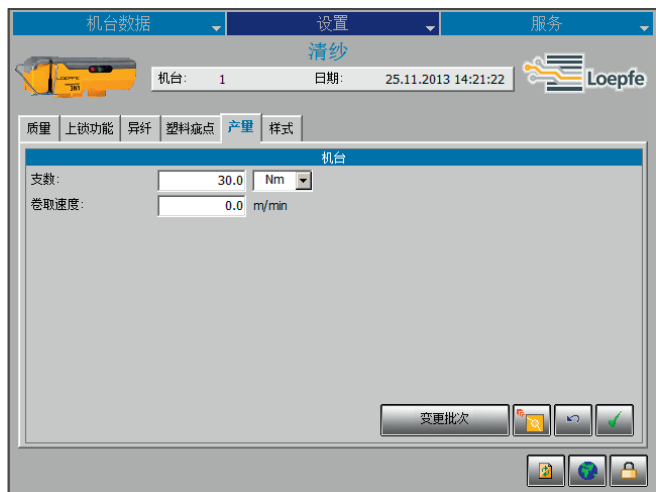 机台数据 设置 服务
清纱
机台: 1 日期: 25.11.2013 14:21:22
Loepfe
LOEPFE
3N1
质量 上锁功能 异纤 塑料疵点 产量 样式
机台
支数: 30.0 Nm
卷取速度: 0.0 m/min
变更批次